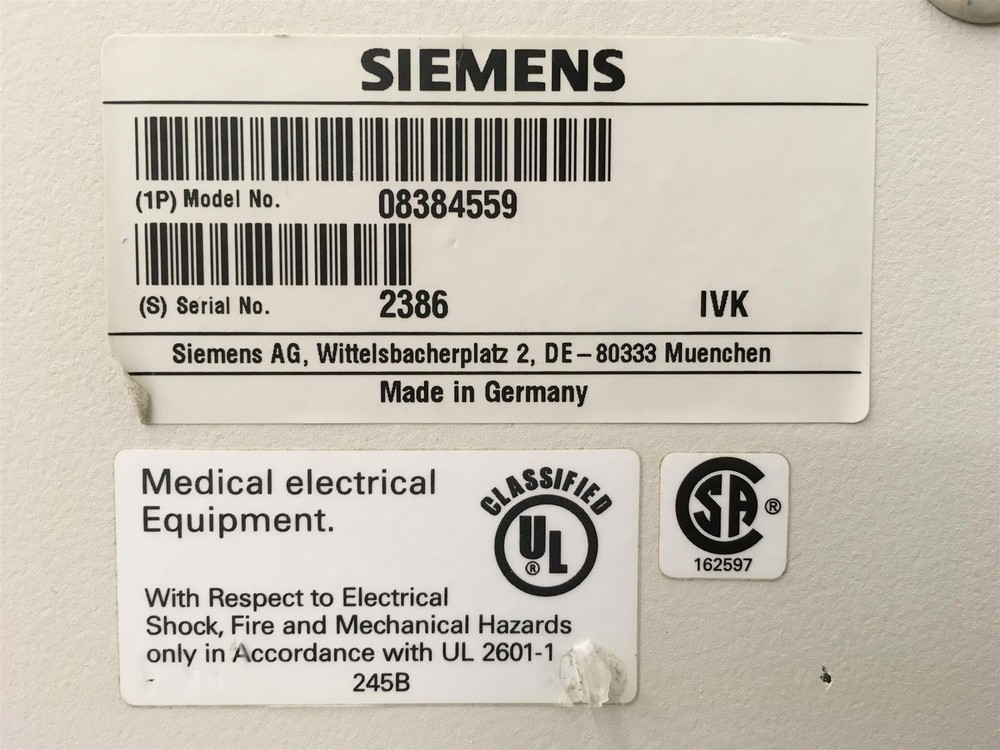 SIEMENS
(1P) Model No. 08384559
(S) Serial No. 2386 IVK
Siemens AG, Wittelsbacherplatz 2, DE-80333 Muenchen
Made in Germany
Medical electrical
Equipment.
CLASSIFIED
UL
®
With Respect to Electrical
Shock, Fire and Mechanical Hazards
only in Accordance with UL 2601-1
245B
CSA ®
162597